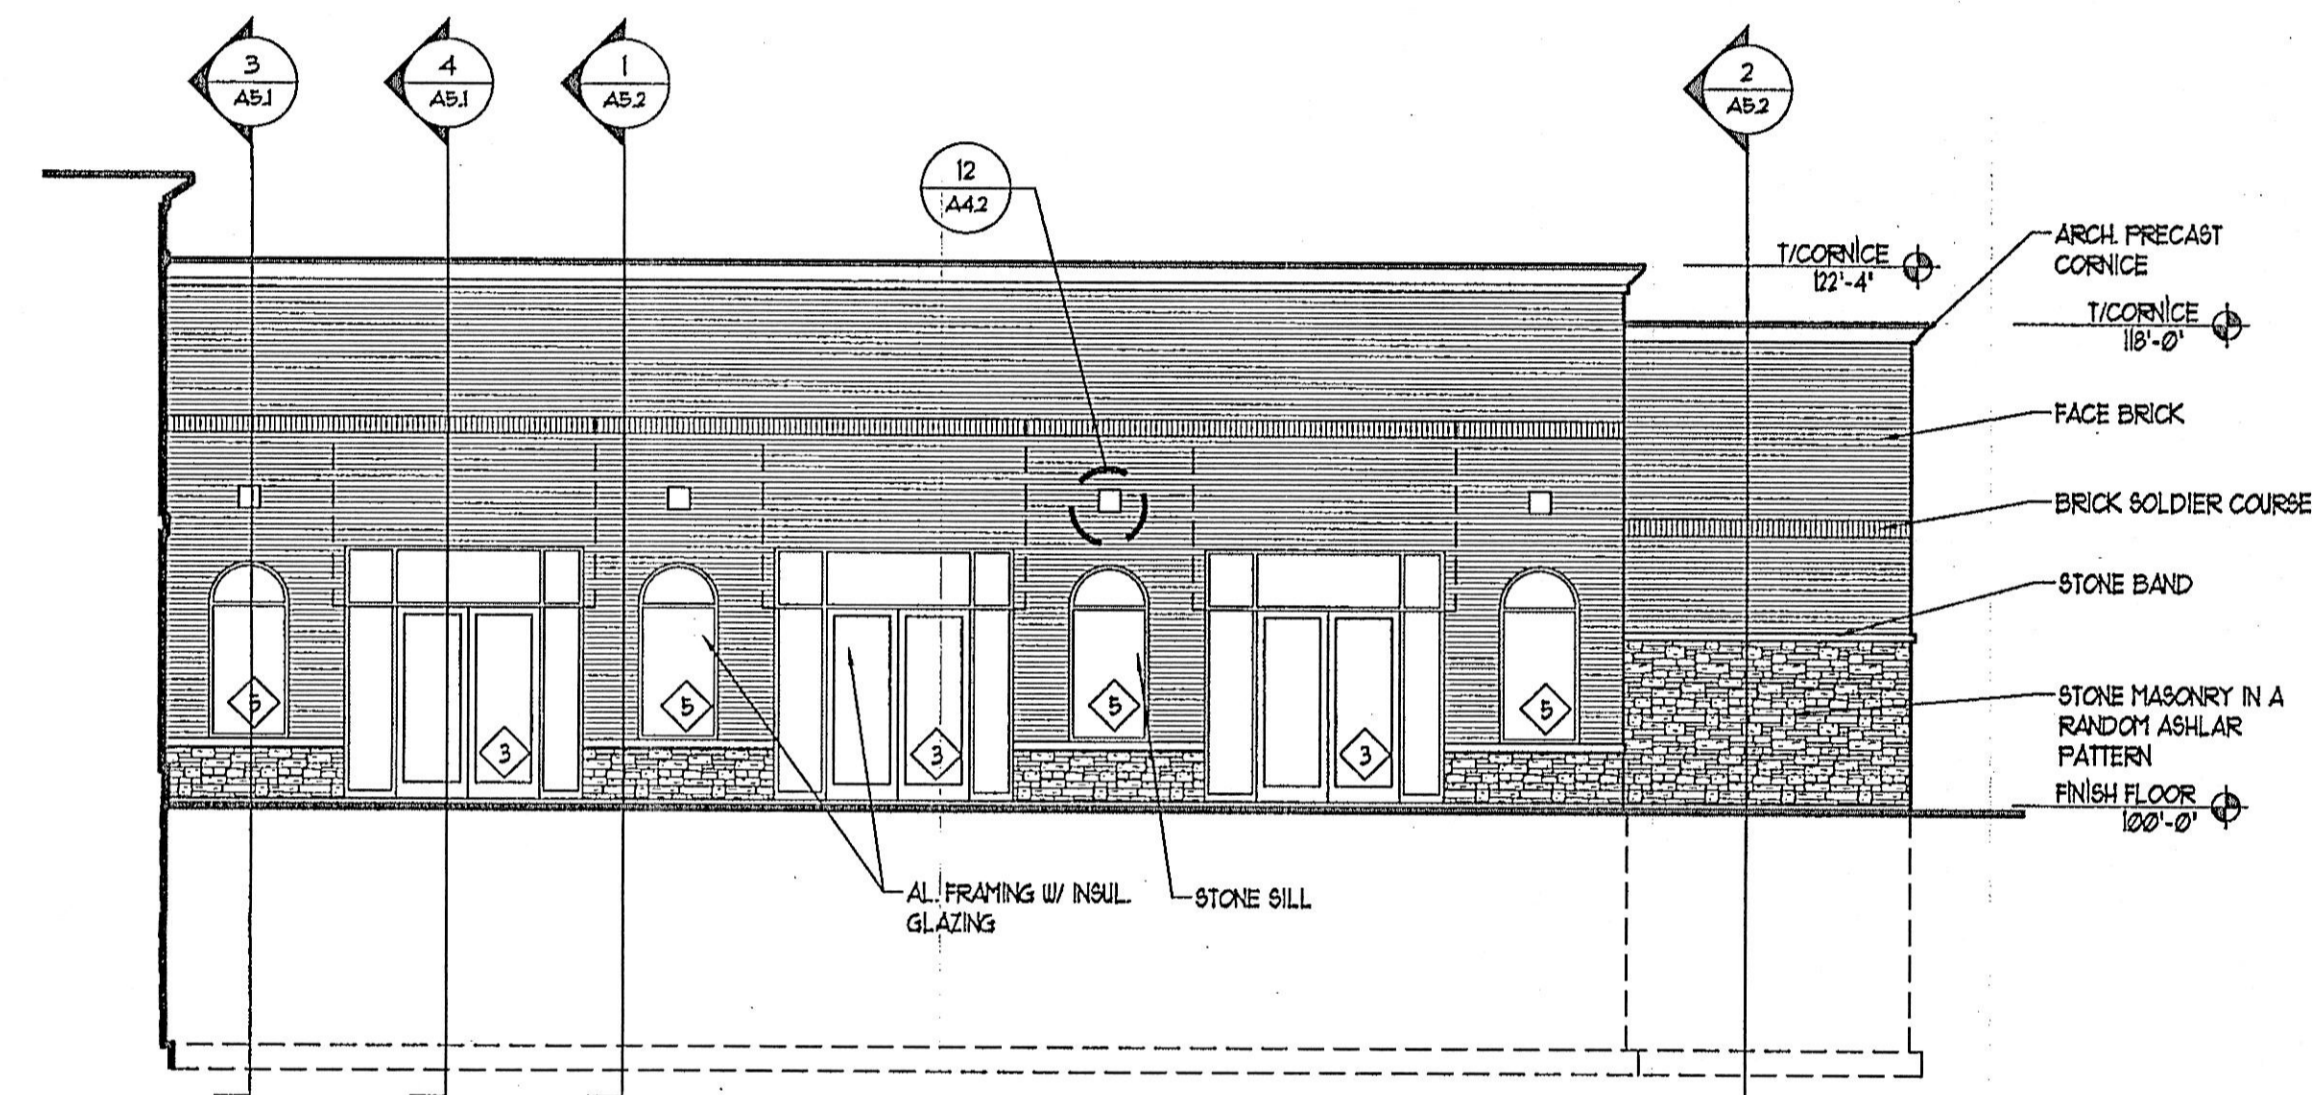 3
A5.1
4
A5.1
1
A5.2
2
A5.2
12
A4.2
T/CORNICE
122'-4"
ARCH. PRECAST
CORNICE
T/CORNICE
118'-0"
FACE BRICK
BRICK SOLDIER COURSE
STONE BAND
5
5
5
5
STONE MASONRY IN A
RANDOM ASHLAR
PATTERN
3
3
3
FINISH FLOOR
100'-0"
AL. FRAMING W/ INSUL.
GLAZING
STONE SILL